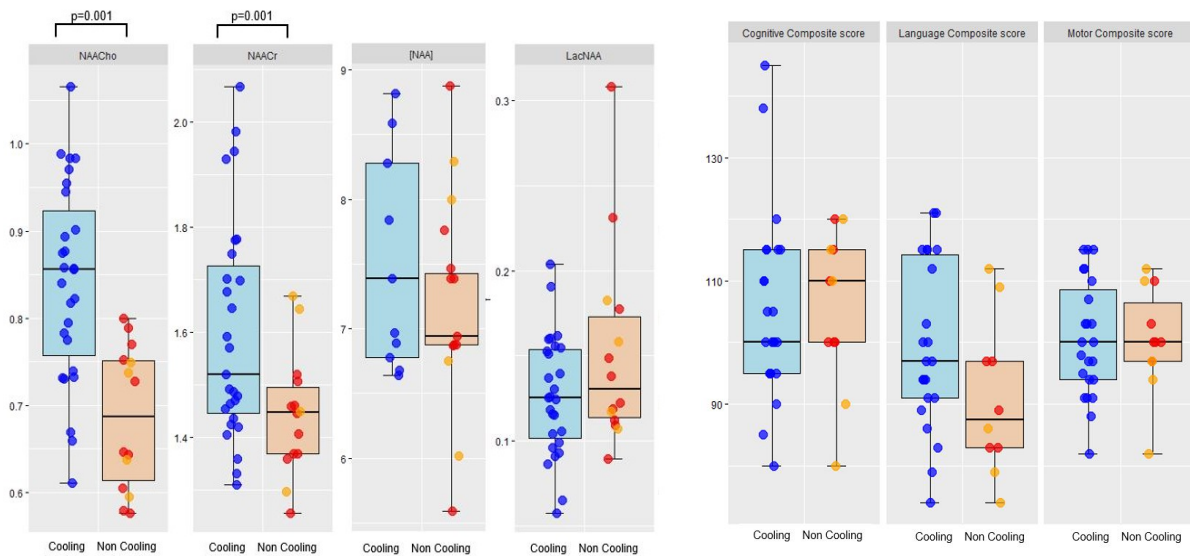 p=0.001
p=0.001
NAACho
NAACr
[NAA]
LacNAA
Cognitive Composite score
Language Composite score
Motor Composite score
1.0
0.9
0.8
0.7
0.6
2.0
1.8
1.6
1.4
9
8
7
6
0.3
0.2
0.1
130
110
90
Cooling Non Cooling
Cooling Non Cooling
Cooling Non Cooling
Cooling Non Cooling
Cooling Non Cooling
Cooling Non Cooling
Cooling Non Cooling